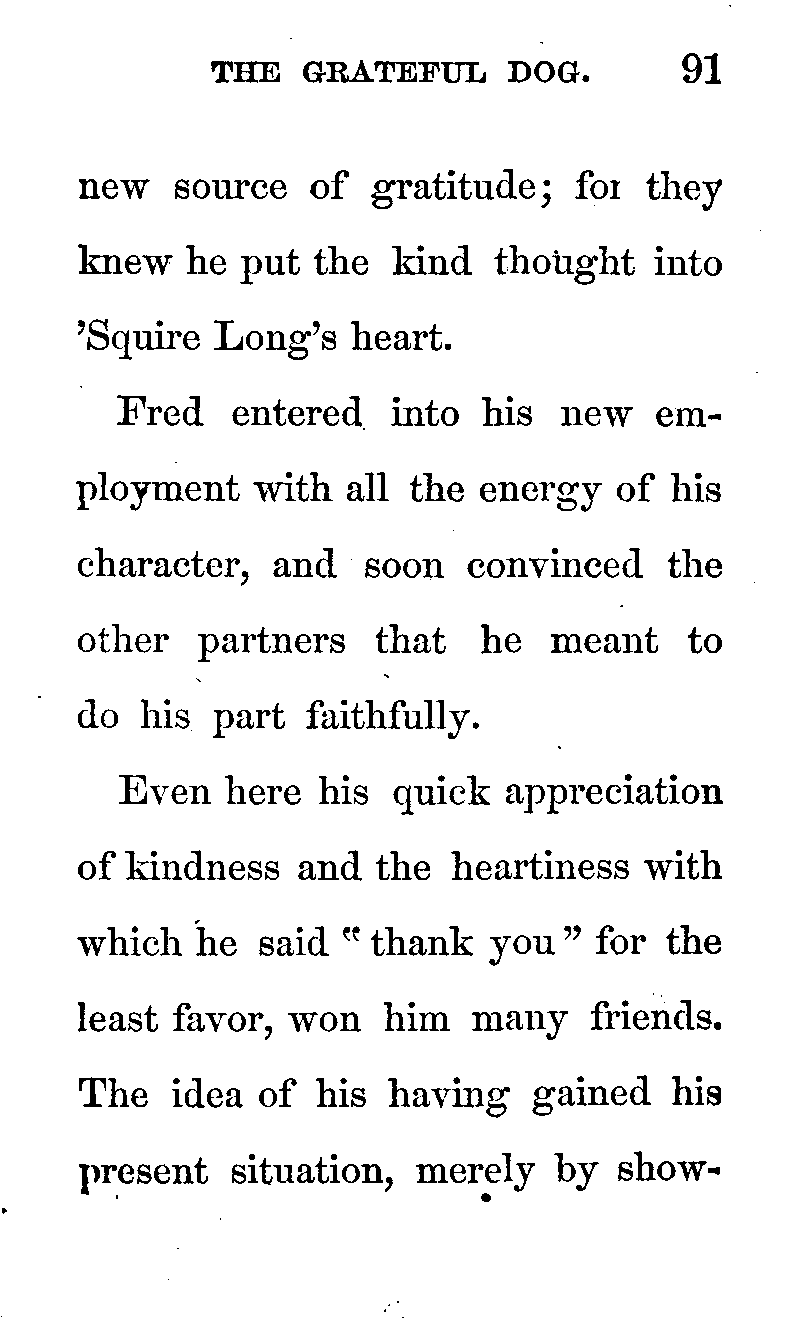 THE GRATEFUL DOG. 91
new source of gratitude; for they
knew he put the kind thought into
’Squire Long’s heart.
Fred entered into his new em-
ployment with all the energy of his
character, and soon convinced the
other partners that he meant to
do his part faithfully.
Even here his quick appreciation
of kindness and the heartiness with
which he said “thank you” for the
least favor, won him many friends.
The idea of his having gained his
present situation, merely by show-